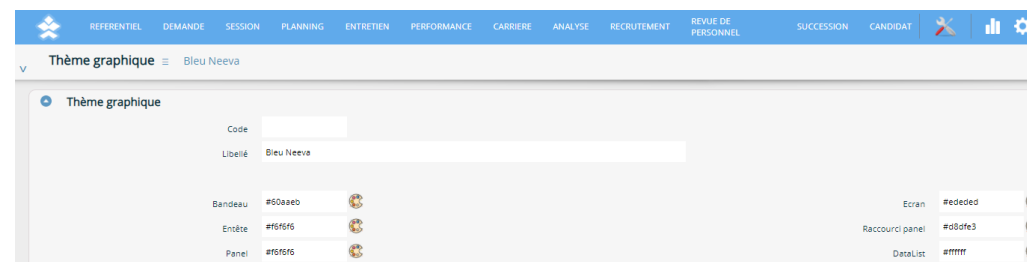 REFERENTIEL DEMANDE SESSION PLANNING ENTRETIEN PERFORMANCE CARRIERE ANALYSE RECRUTEMENT REVUE DE PERSONNEL SUCCESSION CANDIDAT
Thème graphique Bleu Neeva
Thème graphique
Code
Libellé Bleu Neeva
Bandeau #60aaeb Ecran #ededed
Entête #f6f6f6 Raccourci panel #d8dfe3
Panel #f6f6f6 DataList #ffffff